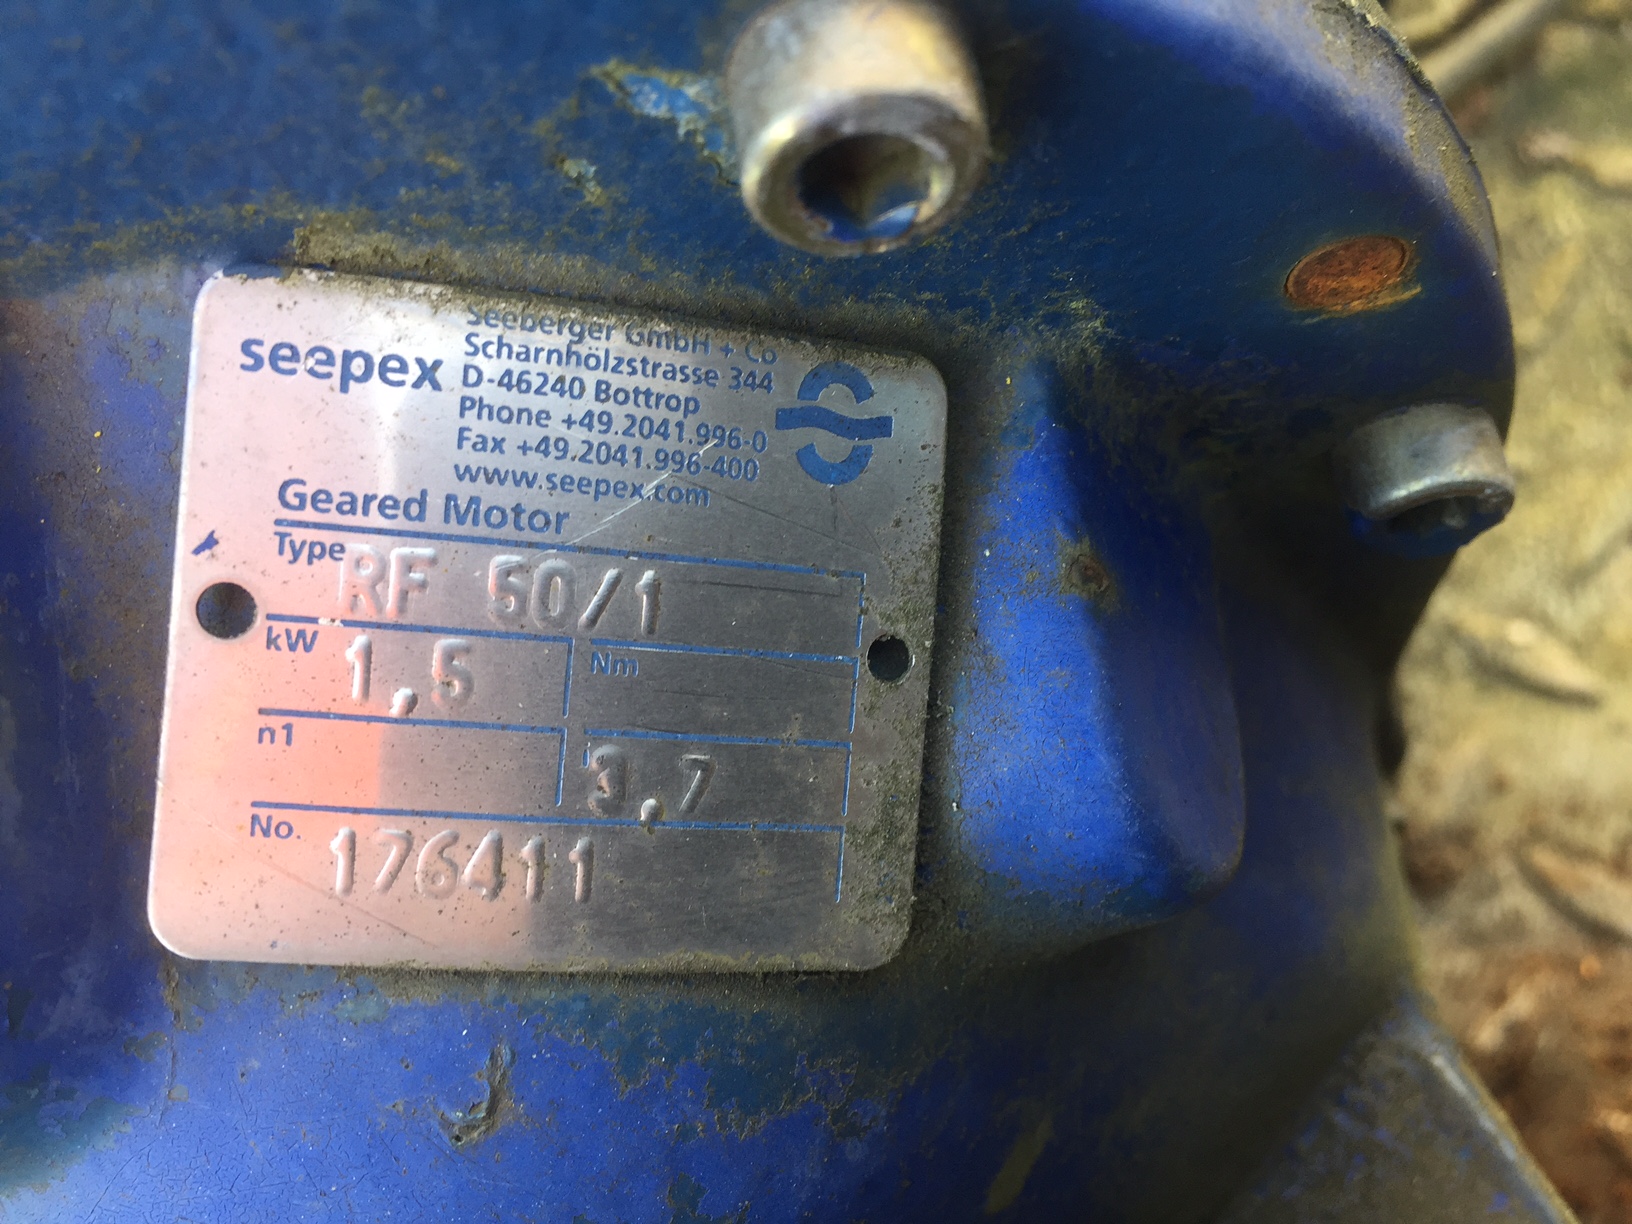 seepex
Seeberger GmbH + Co
Scharnhölzstrasse 344
D-46240 Bottrop
Phone +49.2041.996-0
Fax +49.2041.996-400
www.seepex.com
Geared Motor
Type RF 50/1
kW 1,5 Nm
n1 3,7
No. 176411